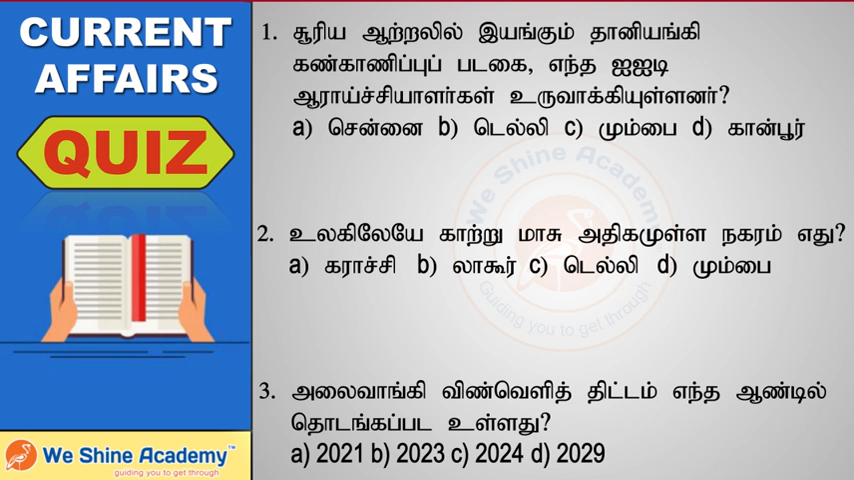 CURRENT
AFFAIRS
QUIZ
1. சூரிய ஆற்றலில் இயங்கும் தானியங்கி
கண்காணிப்புப் படகை, எந்த ஐஐடி
ஆராய்ச்சியாளர்கள் உருவாக்கியுள்ளனர்?
a) சென்னை b) டெல்லி c) மும்பை d) கான்பூர்
2. உலகிலேயே காற்று மாசு அதிகமுள்ள நகரம் எது?
a) கராச்சி b) லாகூர் c) டெல்லி d) மும்பை
3. அலைவாங்கி விண்வெளித் திட்டம் எந்த ஆண்டில்
தொடங்கப்பட உள்ளது?
a) 2021 b) 2023 c) 2024 d) 2029
We Shine Academy™
guiding you to get through
We Shine Academy
Guiding you to get through